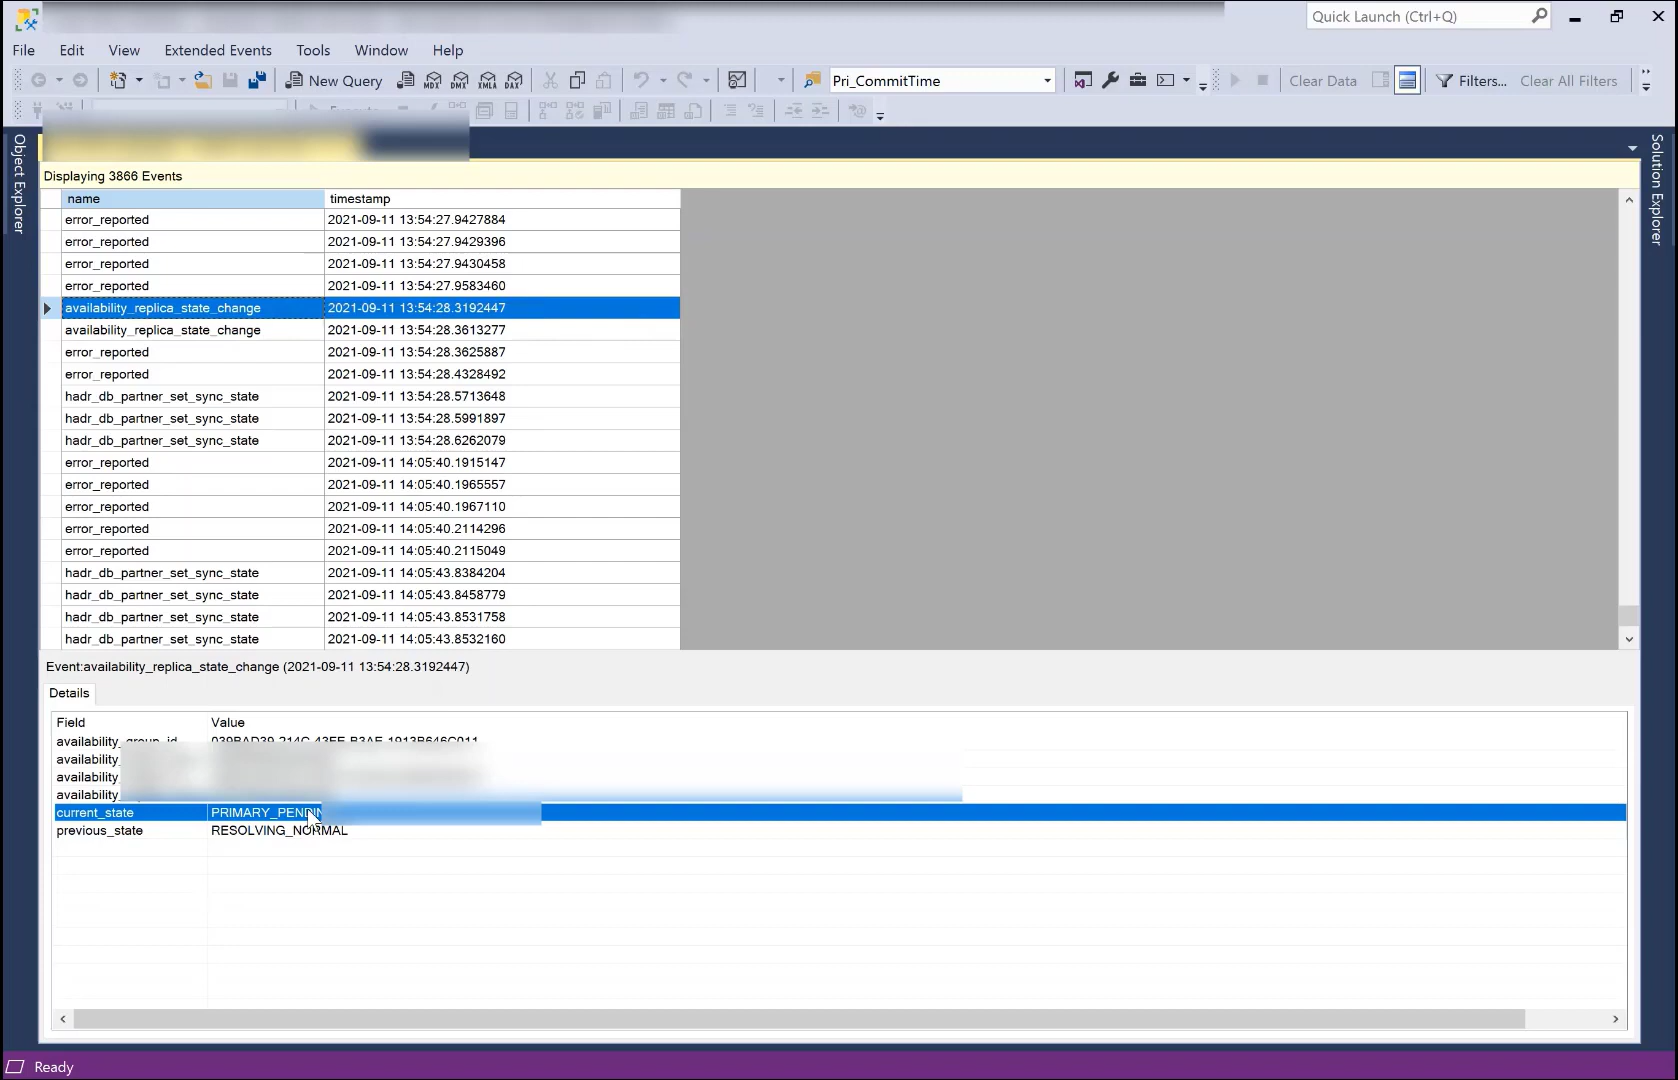 Quick Launch (Ctrl+Q)
File Edit View Extended Events Tools Window Help
New Query MDX DMX XMLA DAX Pri_CommitTime Clear Data Filters... Clear All Filters
Object Explorer
Solution Explorer
Displaying 3866 Events
name timestamp
error_reported 2021-09-11 13:54:27.9427884
error_reported 2021-09-11 13:54:27.9429396
error_reported 2021-09-11 13:54:27.9430458
error_reported 2021-09-11 13:54:27.9583460
availability_replica_state_change 2021-09-11 13:54:28.3192447
availability_replica_state_change 2021-09-11 13:54:28.3613277
error_reported 2021-09-11 13:54:28.3625887
error_reported 2021-09-11 13:54:28.4328492
hadr_db_partner_set_sync_state 2021-09-11 13:54:28.5713648
hadr_db_partner_set_sync_state 2021-09-11 13:54:28.5991897
hadr_db_partner_set_sync_state 2021-09-11 13:54:28.6262079
error_reported 2021-09-11 14:05:40.1915147
error_reported 2021-09-11 14:05:40.1965557
error_reported 2021-09-11 14:05:40.1967110
error_reported 2021-09-11 14:05:40.2114296
error_reported 2021-09-11 14:05:40.2115049
hadr_db_partner_set_sync_state 2021-09-11 14:05:43.8384204
hadr_db_partner_set_sync_state 2021-09-11 14:05:43.8458779
hadr_db_partner_set_sync_state 2021-09-11 14:05:43.8531758
hadr_db_partner_set_sync_state 2021-09-11 14:05:43.8532160
Event:availability_replica_state_change (2021-09-11 13:54:28.3192447)
Details
Field Value
availability_group_id
availability_
availability_
availability_
current_state PRIMARY_PENDIN
previous_state RESOLVING_NORMAL
Ready